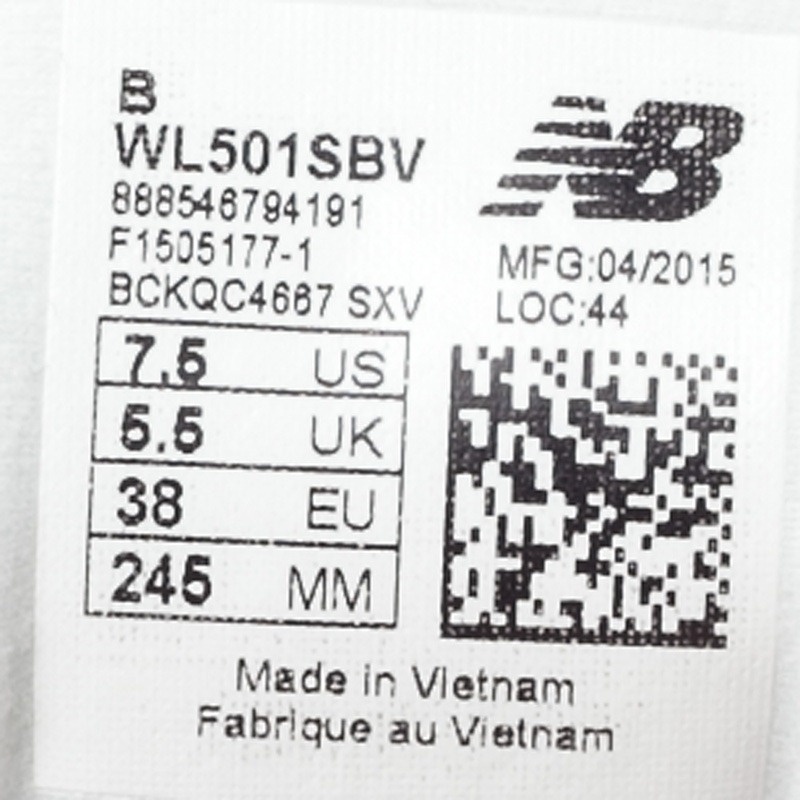 B
WL501SBV
888546794191
F1505177-1
BCKQC4667 SXV
NB
MFG:04/2015
LOC:44
7.5 US
5.5 UK
38 EU
245 MM
Made in Vietnam
Fabrique au Vietnam